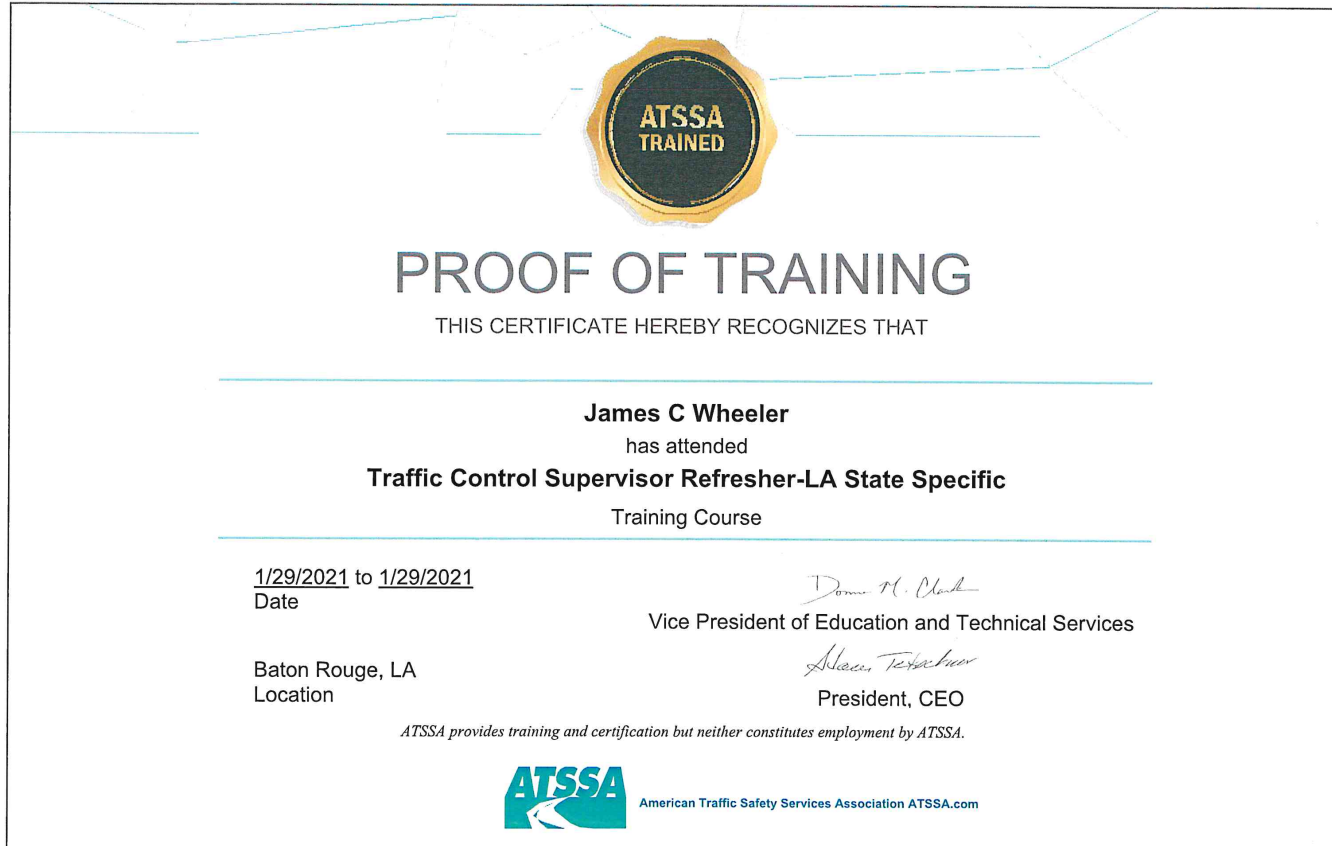 ATSSA
TRAINED
PROOF OF TRAINING
THIS CERTIFICATE HEREBY RECOGNIZES THAT
James C Wheeler
has attended
Traffic Control Supervisor Refresher-LA State Specific
Training Course
1/29/2021 to 1/29/2021
Date
Donna M. Clark
Vice President of Education and Technical Services
Baton Rouge, LA
Location
President, CEO
ATSSA provides training and certification but neither constitutes employment by ATSSA.
ATSSA
American Traffic Safety Services Association ATSSA.com